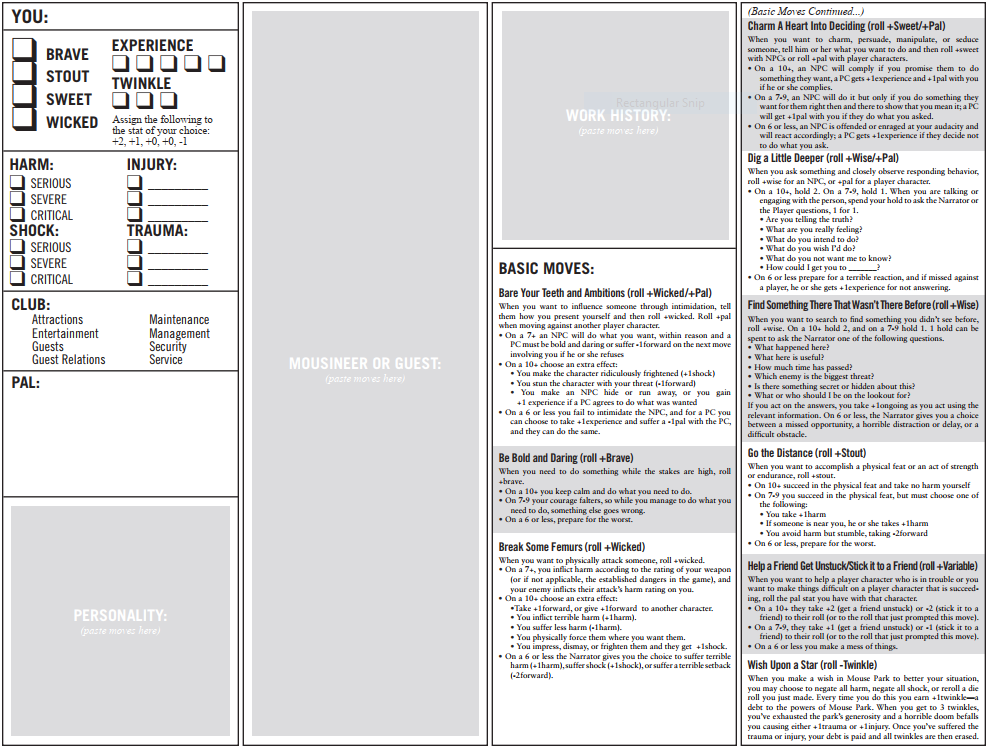 YOU:
BRAVE
STOUT
SWEET
WICKED
EXPERIENCE
TWINKLE
Assign the following to
the stat of your choice:
+2, +1, +0, +0, -1
HARM:
SERIOUS
SEVERE
CRITICAL
INJURY:
SHOCK:
SERIOUS
SEVERE
CRITICAL
TRAUMA:
CLUB:
Attractions
Entertainment
Guests
Guest Relations
Maintenance
Management
Security
Service
PAL:
PERSONALITY:
(paste moves here)
MOUSINEER OR GUEST:
(paste moves here)
Rectangular Snip
WORK HISTORY:
(paste moves here)
BASIC MOVES:
Bare Your Teeth and Ambitions (roll +Wicked/+Pal)
When you want to influence someone through intimidation, tell
them how you present yourself and then roll +wicked. Roll +pal
when moving against another player character.
• On a 7+ an NPC will do what you want, within reason and a
PC must be bold and daring or suffer -1forward on the next move
involving you if he or she refuses
• On a 10+ choose an extra effect:
• You make the character ridiculously frightened (+1shock)
• You stun the character with your threat (-1forward)
• You make an NPC hide or run away, or you gain
+1 experience if a PC agrees to do what was wanted
• On a 6 or less you fail to intimidate the NPC, and for a PC you
can choose to take +1experience and suffer a -1pal with the PC,
and they can do the same.
Be Bold and Daring (roll +Brave)
When you need to do something while the stakes are high, roll
+brave.
• On a 10+ you keep calm and do what you need to do.
• On 7-9 your courage falters, so while you manage to do what you
need to do, something else goes wrong.
• On a 6 or less, prepare for the worst.
Break Some Femurs (roll +Wicked)
When you want to physically attack someone, roll +wicked.
• On a 7+, you inflict harm according to the rating of your weapon
(or if not applicable, the established dangers in the game), and
your enemy inflicts their attack's harm rating on you.
• On a 10+ choose an extra effect:
•Take +1forward, or give +1forward to another character.
• You inflict terrible harm (+1harm).
• You suffer less harm (-1harm).
• You physically force them where you want them.
• You impress, dismay, or frighten them and they get +1shock.
• On a 6 or less the Narrator gives you the choice to suffer terrible
harm (+1harm), suffer shock (+1shock), or suffer a terrible setback
(-2forward).
(Basic Moves Continued...)
Charm A Heart Into Deciding (roll +Sweet/+Pal)
When you want to charm, persuade, manipulate, or seduce
someone, tell him or her what you want to do and then roll +sweet
with NPCs or roll +pal with player characters.
• On a 10+, an NPC will comply if you promise them to do
something they want, a PC gets +1experience and +1pal with you
if he or she complies.
• On a 7-9, an NPC will do it but only if you do something they
want for them right then and there to show that you mean it; a PC
will get +1pal with you if they do what you asked.
• On 6 or less, an NPC is offended or enraged at your audacity and
will react accordingly; a PC gets +1experience if they decide not
to do what you ask.
Dig a Little Deeper (roll +Wise/+Pal)
When you ask something and closely observe responding behavior,
roll +wise for an NPC, or +pal for a player character.
• On a 10+, hold 2. On a 7-9, hold 1. When you are talking or
engaging with the person, spend your hold to ask the Narrator or
the Player questions, 1 for 1.
• Are you telling the truth?
• What are you really feeling?
• What do you intend to do?
• What do you wish I'd do?
• What do you not want me to know?
• How could I get you to ______?
• On 6 or less prepare for a terrible reaction, and if missed against
a player, he or she gets +1experience for not answering.
Find Something There That Wasn't There Before (roll +Wise)
When you want to search to find something you didn't see before,
roll +wise. On a 10+ hold 2, and on a 7-9 hold 1. 1 hold can be
spent to ask the Narrator one of the following questions.
• What happened here?
• What here is useful?
• How much time has passed?
• Which enemy is the biggest threat?
• Is there something secret or hidden about this?
• What or who should I be on the lookout for?
If you act on the answers, you take +1ongoing as you act using the
relevant information. On 6 or less, the Narrator gives you a choice
between a missed opportunity, a horrible distraction or delay, or a
difficult obstacle.
Go the Distance (roll +Stout)
When you want to accomplish a physical feat or an act of strength
or endurance, roll +stout.
• On 10+ succeed in the physical feat and take no harm yourself
• On 7-9 you succeed in the physical feat, but must choose one of
the following:
• You take +1harm
• If someone is near you, he or she takes +1harm
• You avoid harm but stumble, taking -2forward
• On 6 or less, prepare for the worst.
Help a Friend Get Unstuck/Stick it to a Friend (roll +Variable)
When you want to help a player character who is in trouble or you
want to make things difficult on a player character that is succeed-
ing, roll the pal stat you have with that character.
• On a 10+ they take +2 (get a friend unstuck) or -2 (stick it to a
friend) to their roll (or to the roll that just prompted this move).
• On a 7-9, they take +1 (get a friend unstuck) or -1 (stick it to a
friend) to their roll (or to the roll that just prompted this move).
• On a 6 or less you make a mess of things.
Wish Upon a Star (roll -Twinkle)
When you make a wish in Mouse Park to better your situation,
you may choose to negate all harm, negate all shock, or reroll a die
roll you just made. Every time you do this you earn +1twinkle—a
debt to the powers of Mouse Park. When you get to 3 twinkles,
you've exhausted the park's generosity and a horrible doom befalls
you causing either +1trauma or +1injury. Once you've suffered the
trauma or injury, your debt is paid and all twinkles are then erased.